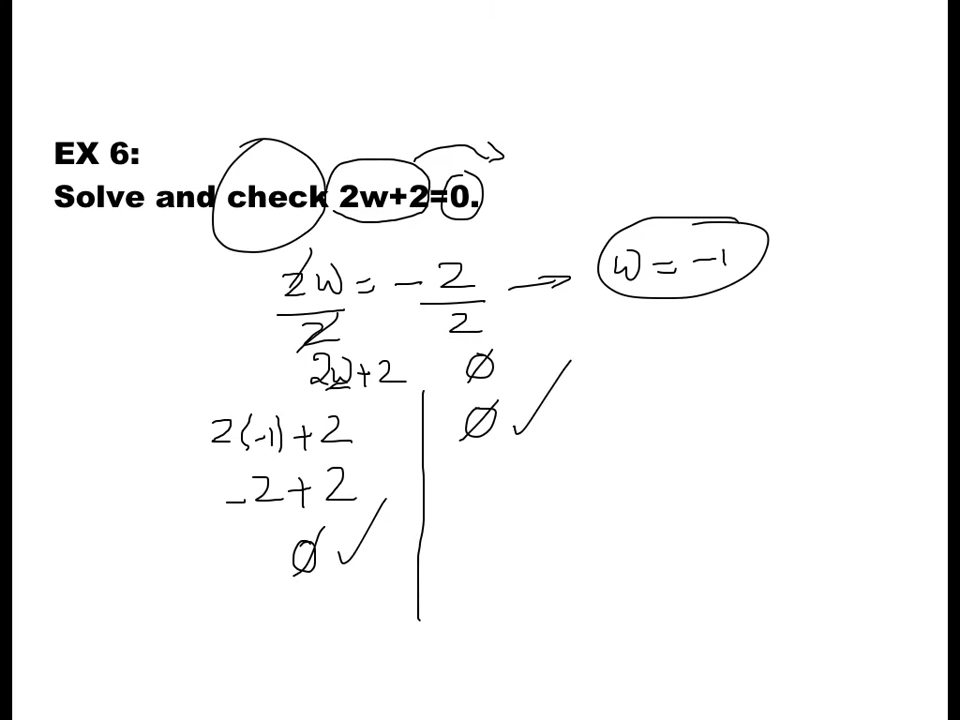 EX 6:
Solve and check 2w+2=0.
2w = -2 → w = -1
2 2
2w+2 0
2(-1)+2 0 ✓
-2+2
0 ✓